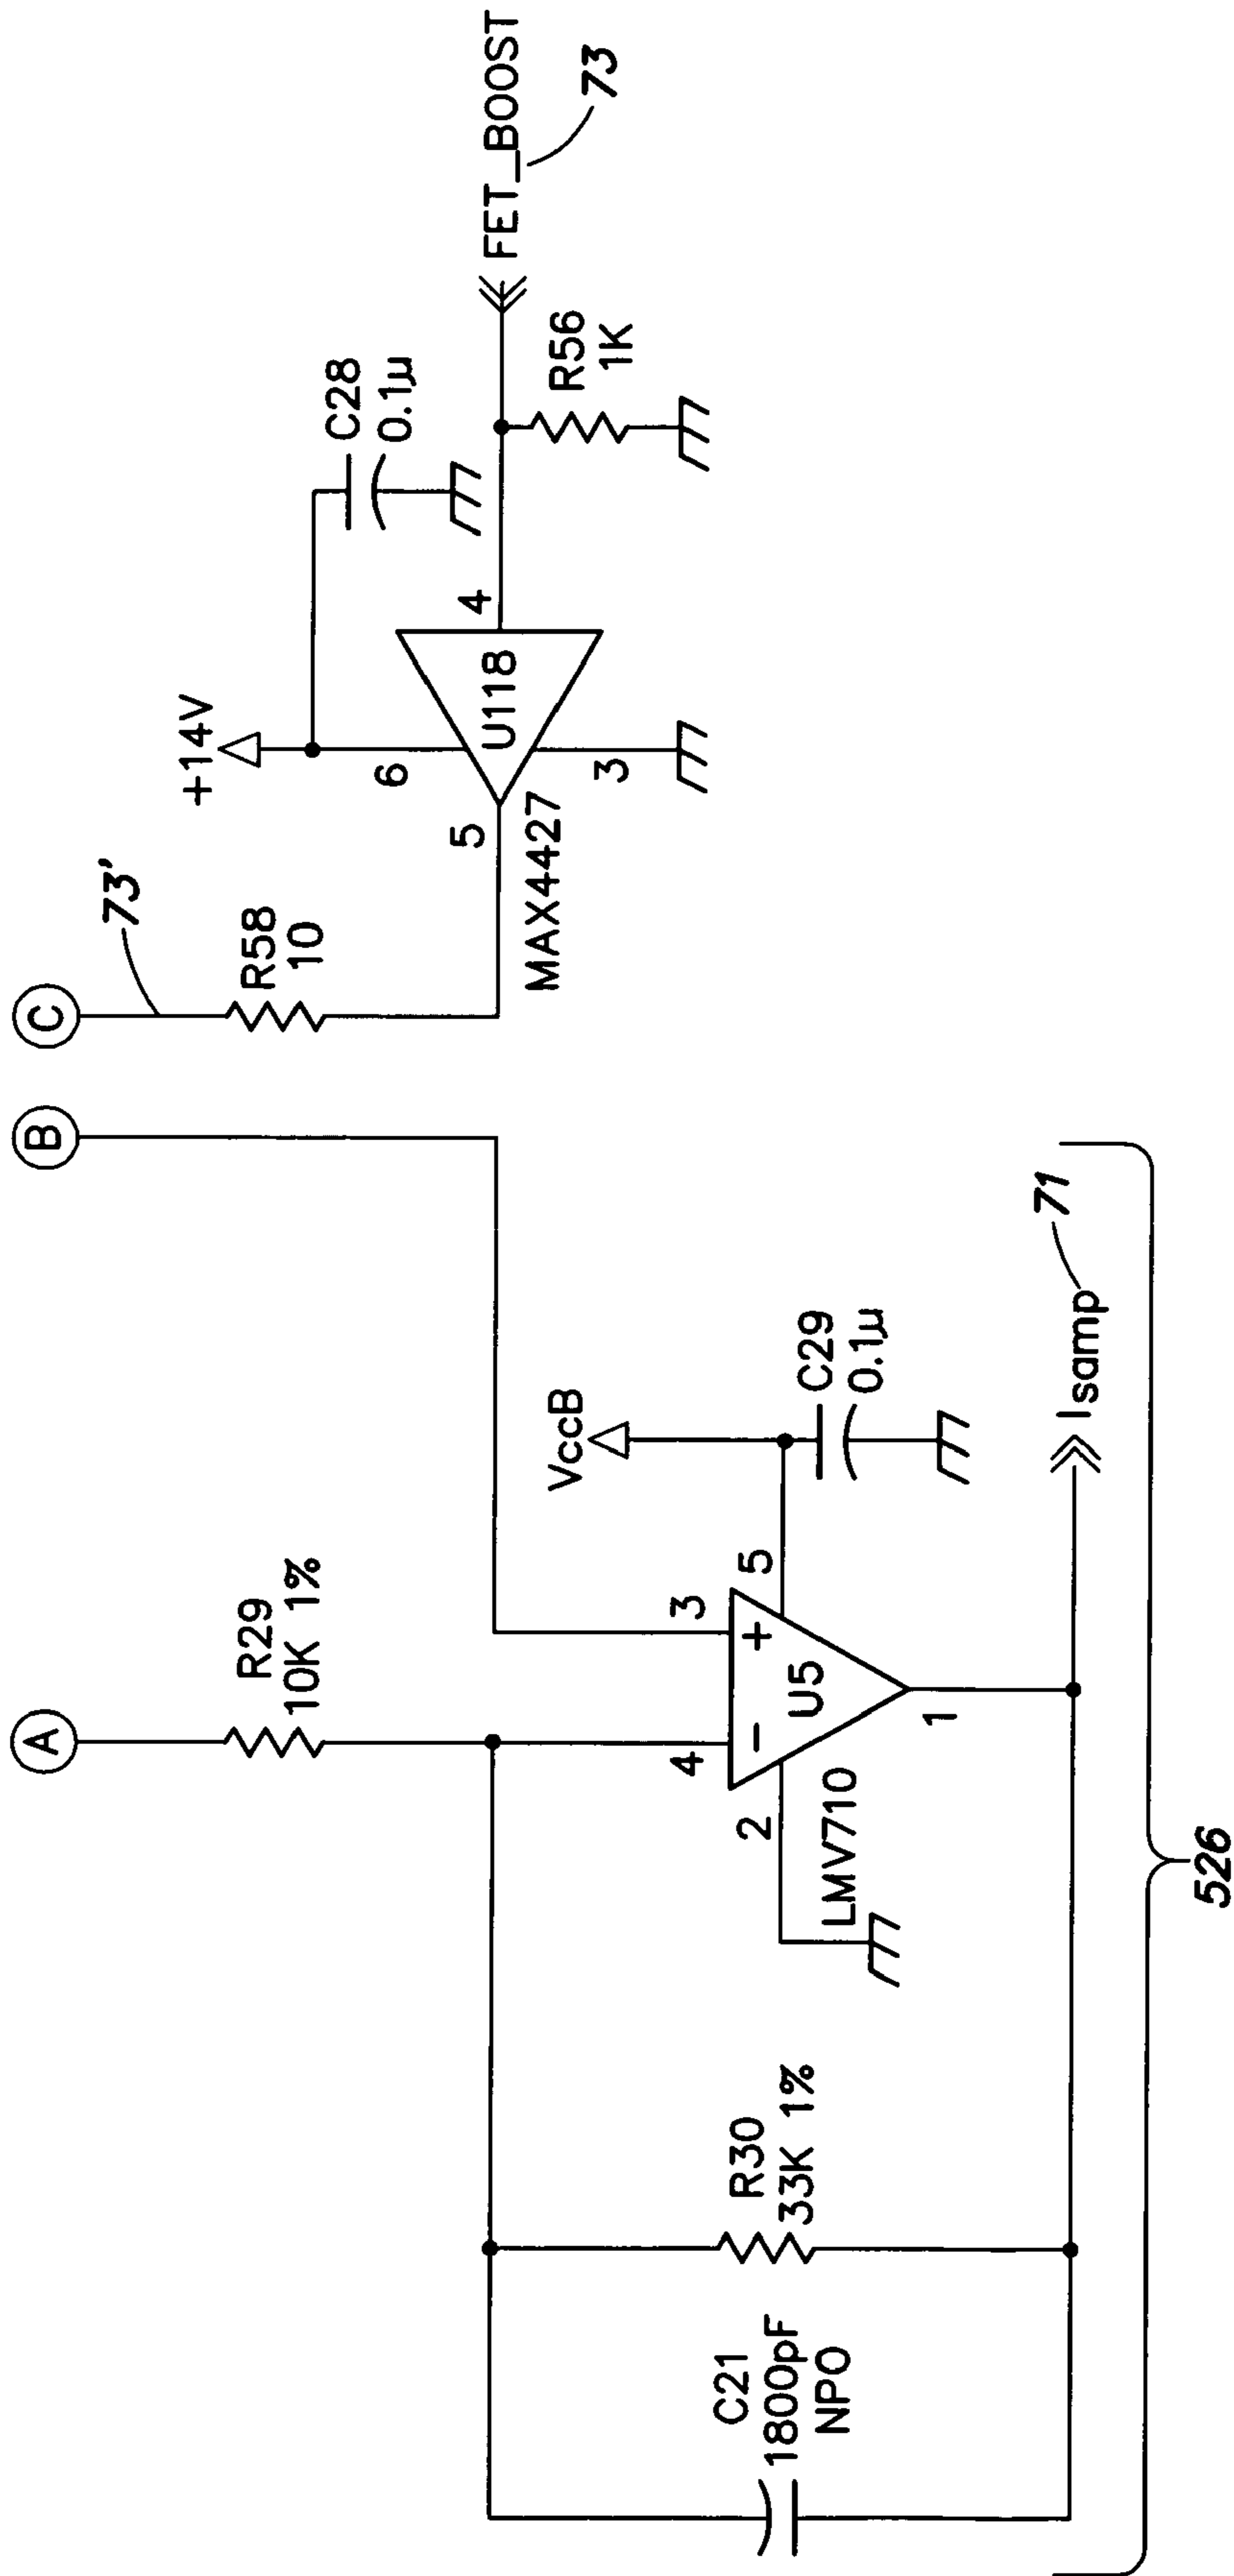 A
B
C
73'
R29
10K 1%
R58
10
+14V
C28
0.1µ
6
5
4
3
U118
MAX4427
R56
1K
FET_BOOST
73
VccB
C29
0.1µ
4
3
−
+
U5
2
5
1
LMV710
C21
1800pF
NPO
R30
33K 1%
Isamp
71
526